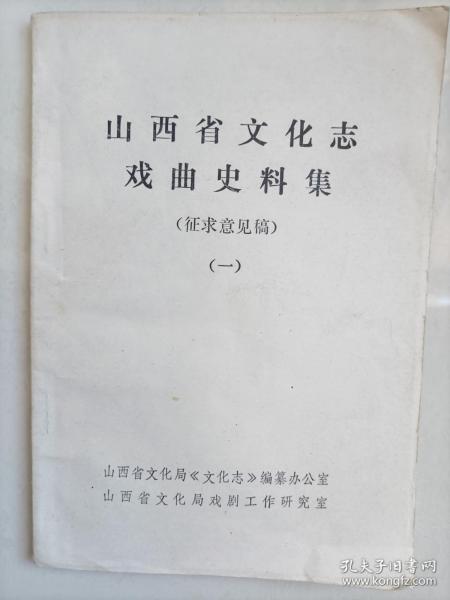 山西省文化志
戏曲史料集
(征求意见稿)
(一)
山西省文化局《文化志》编纂办公室
山西省文化局戏剧工作研究室
孔夫子旧书网
www.kongfz.com